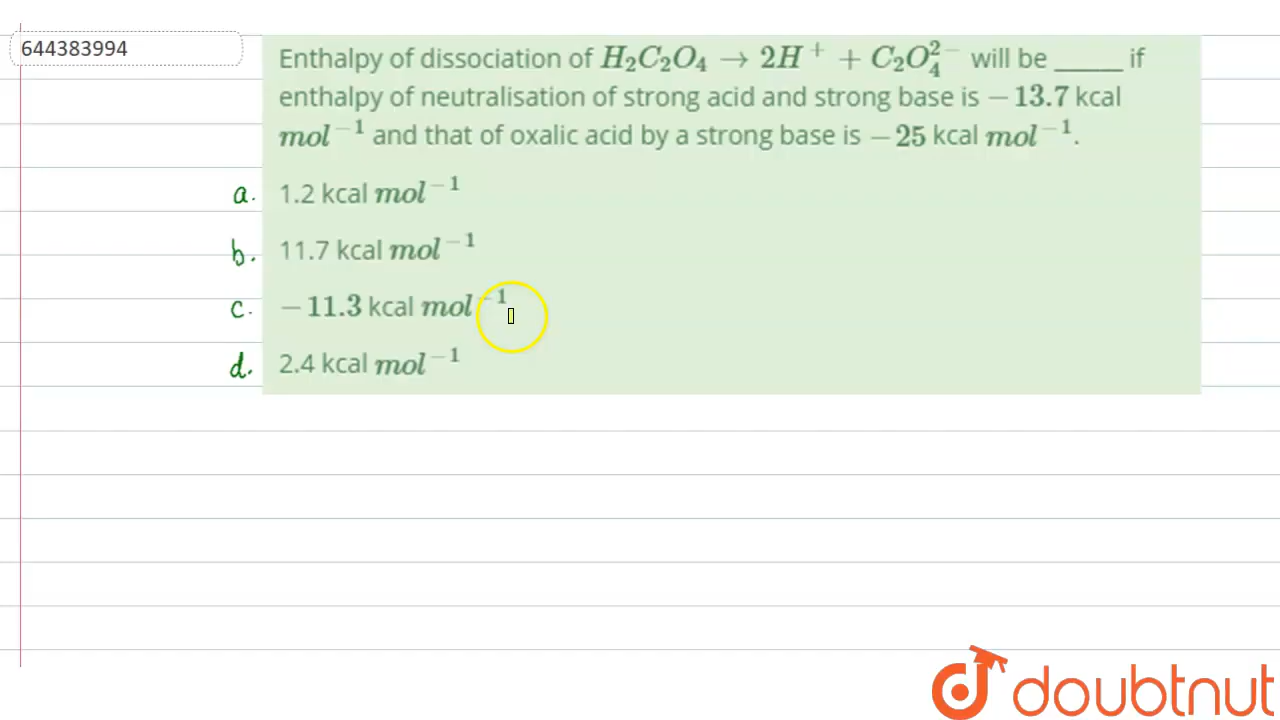 644383994
Enthalpy of dissociation of H₂C₂O₄ → 2H⁺ + C₂O₄²⁻ will be _____ if
enthalpy of neutralisation of strong acid and strong base is −13.7 kcal
mol⁻¹ and that of oxalic acid by a strong base is −25 kcal mol⁻¹.
a. 1.2 kcal mol⁻¹
b. 11.7 kcal mol⁻¹
c. −11.3 kcal mol⁻¹
d. 2.4 kcal mol⁻¹
doubtnut